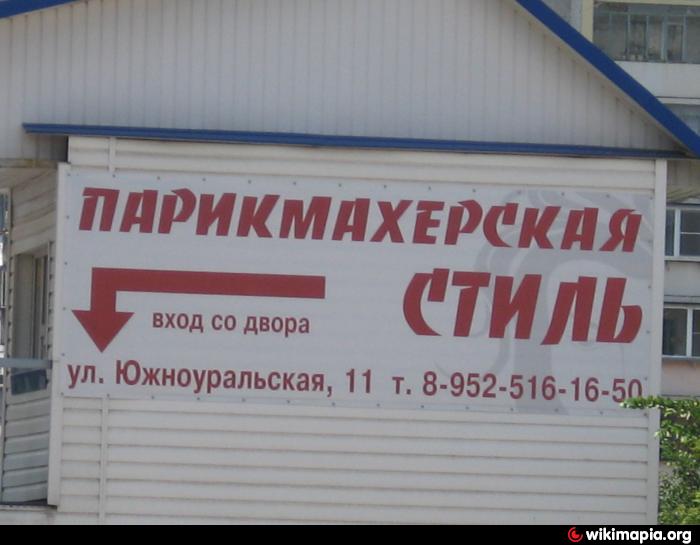 ПАРИКМАХЕРСКАЯ
СТИЛЬ
вход со двора
ул. Южноуральская, 11 т. 8-952-516-16-50
wikimapia.org